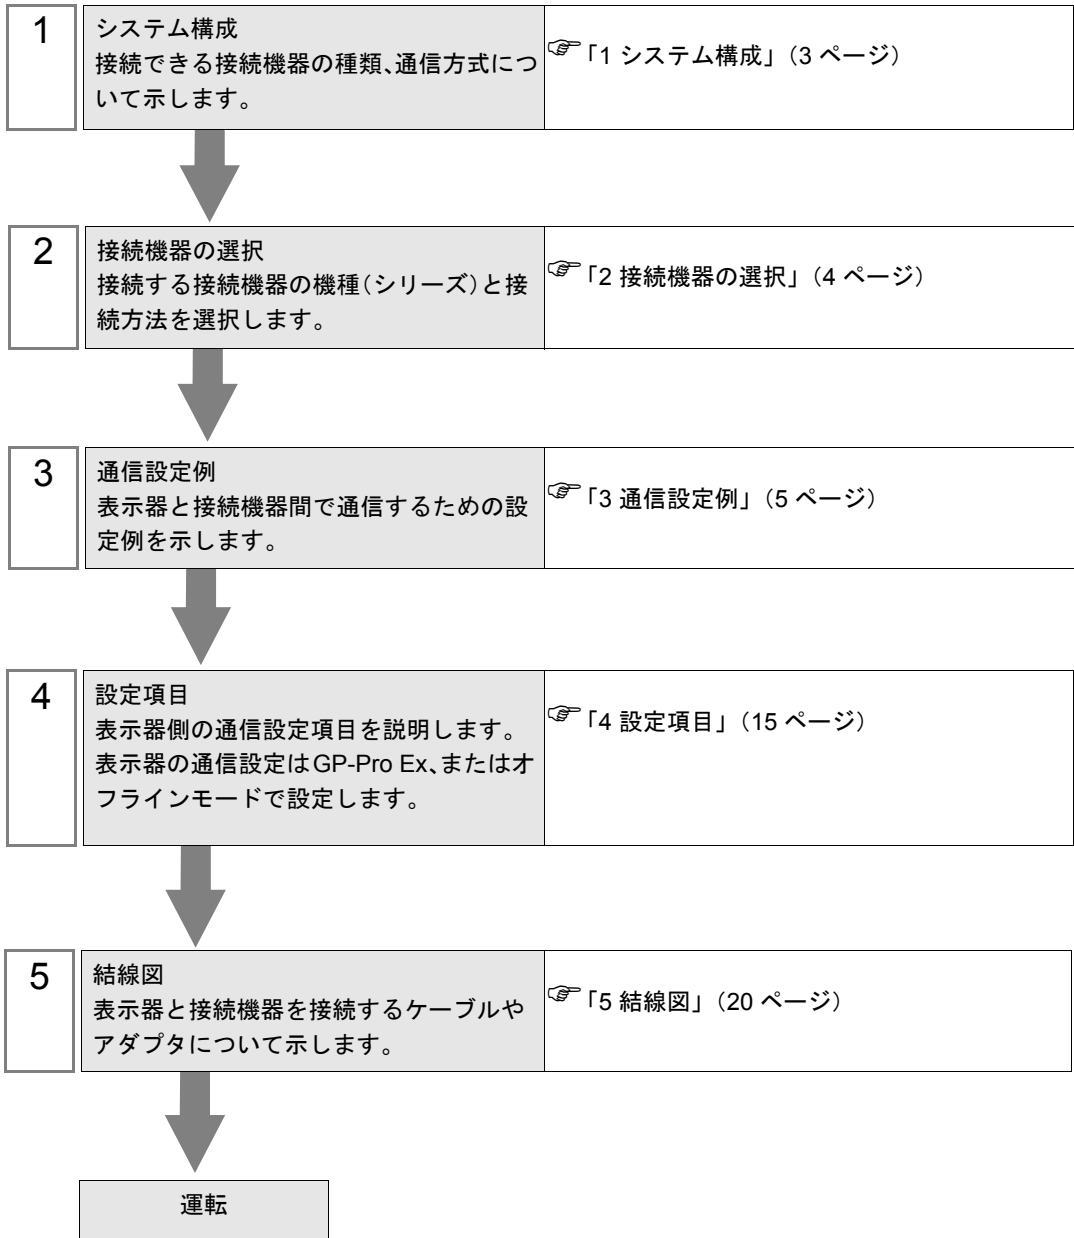 1
システム構成
接続できる接続機器の種類、通信方式につ
いて示します。
☞「1 システム構成」（3 ページ）
2
接続機器の選択
接続する接続機器の機種（シリーズ）と接
続方法を選択します。
☞「2 接続機器の選択」（4 ページ）
3
通信設定例
表示器と接続機器間で通信するための設
定例を示します。
☞「3 通信設定例」（5 ページ）
4
設定項目
表示器側の通信設定項目を説明します。
表示器の通信設定はGP-Pro Ex、またはオ
フラインモードで設定します。
☞「4 設定項目」（15 ページ）
5
結線図
表示器と接続機器を接続するケーブルや
アダプタについて示します。
☞「5 結線図」（20 ページ）
運転